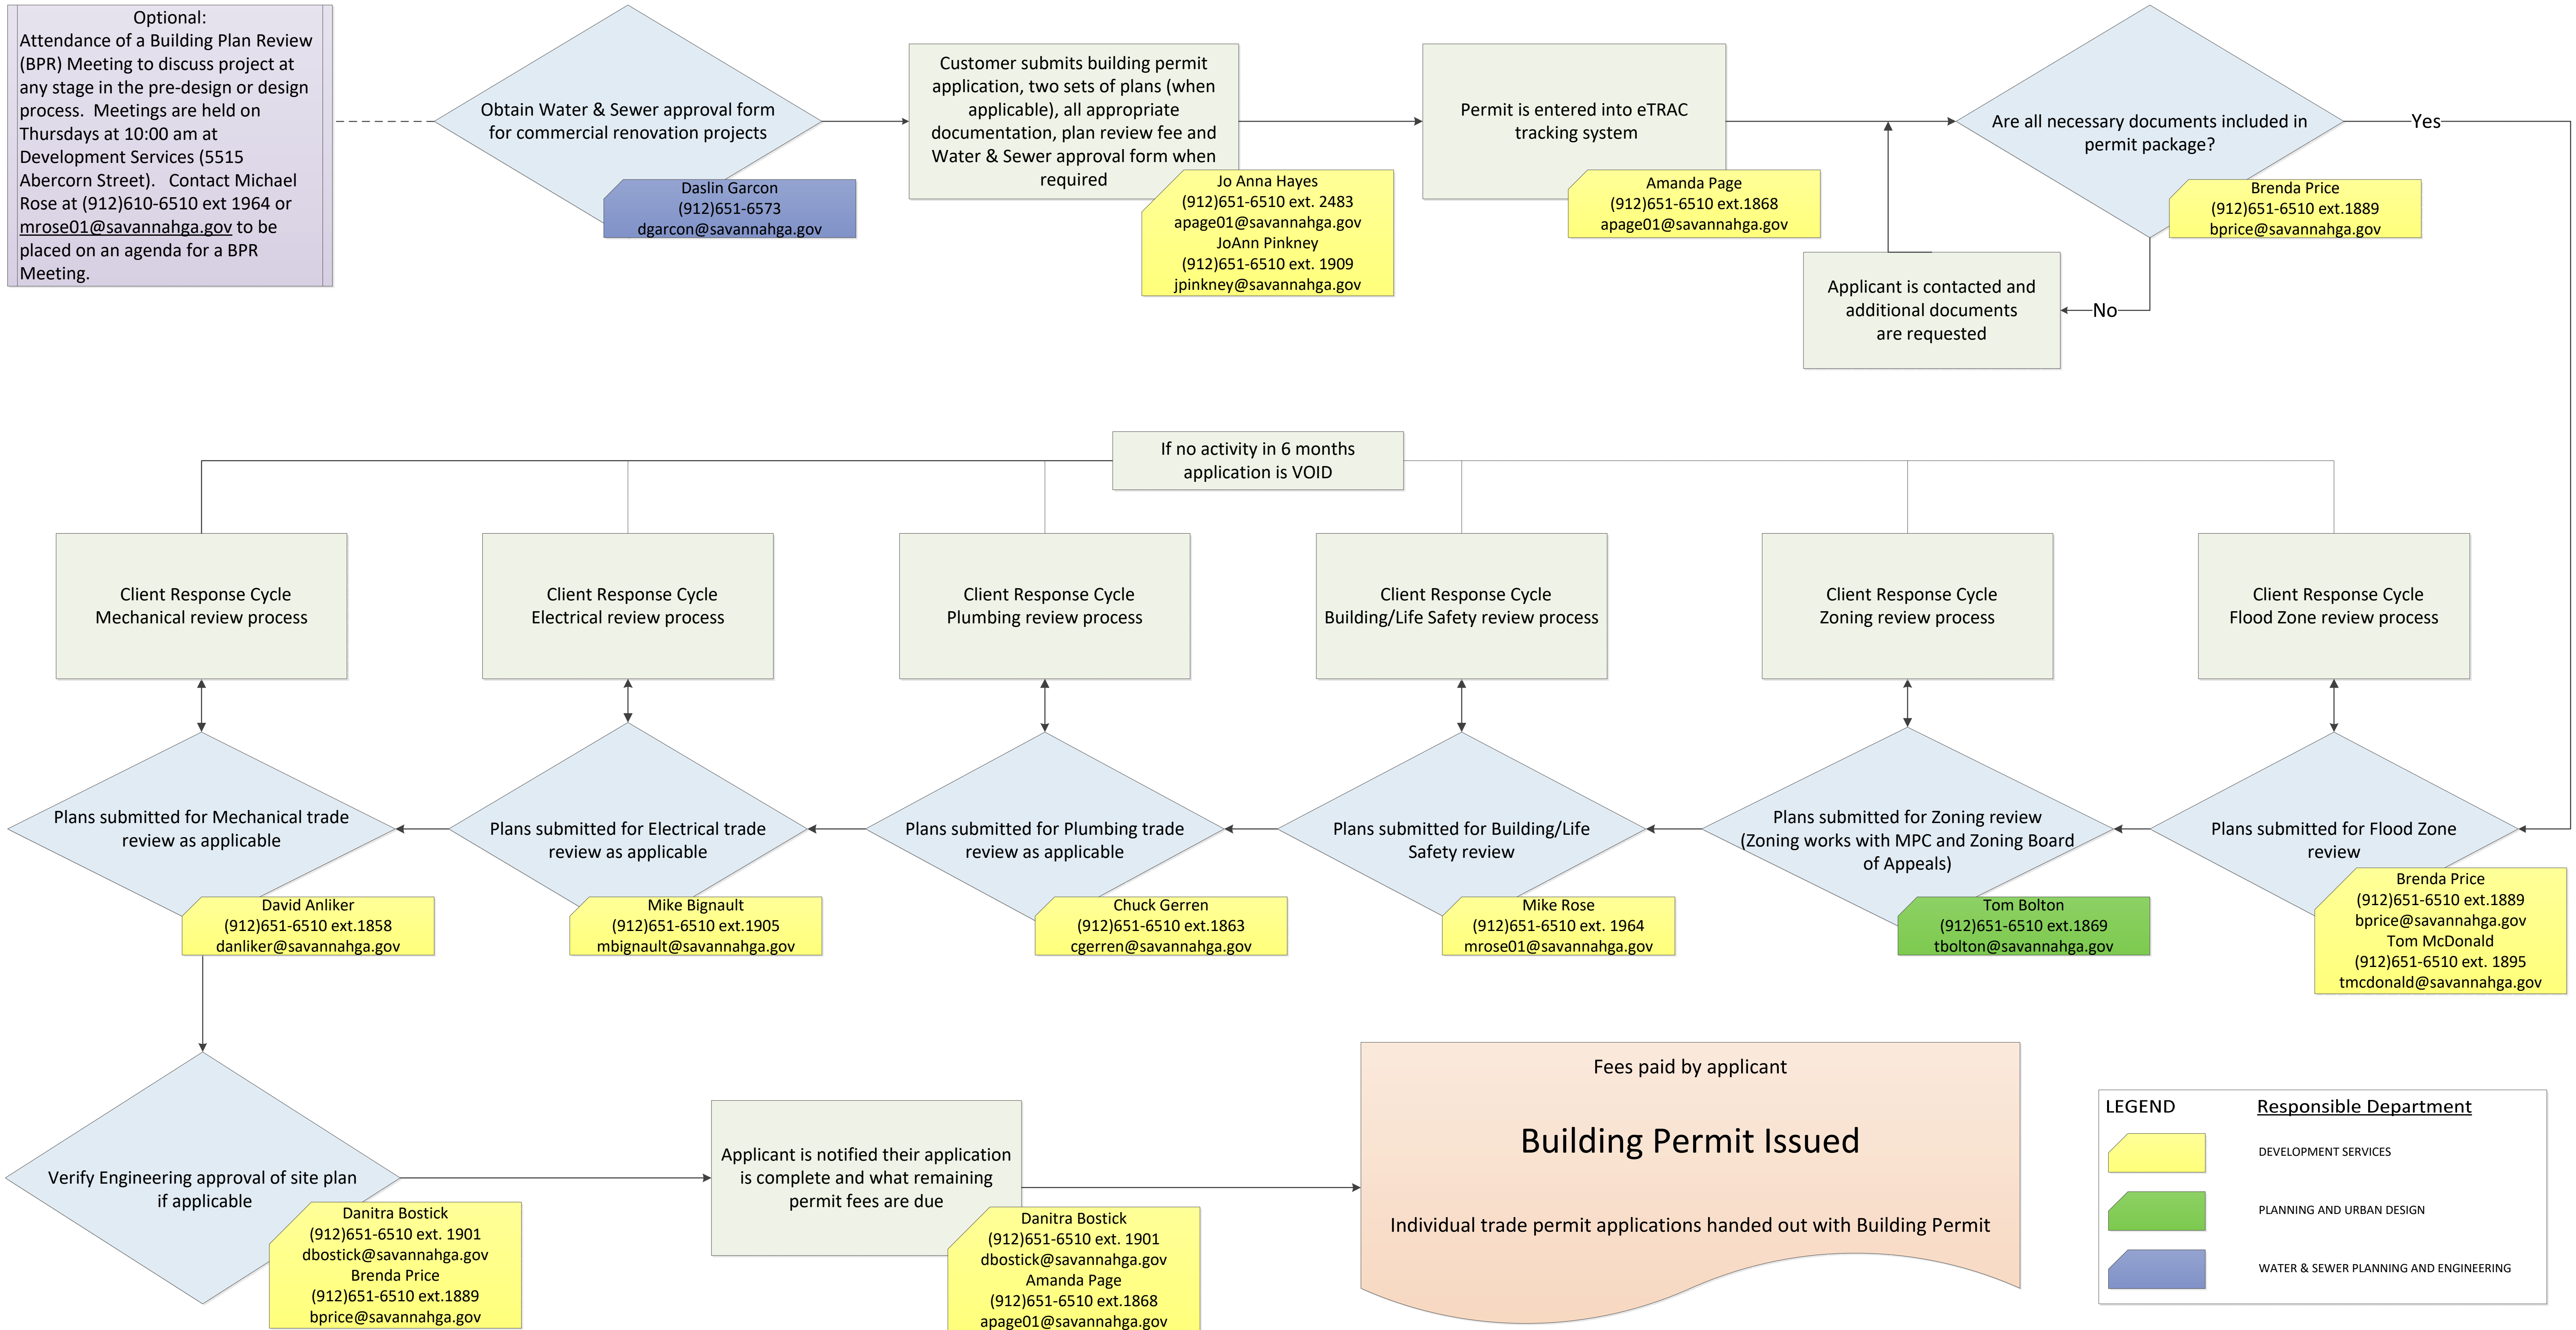 Optional:
Attendance of a Building Plan Review
(BPR) Meeting to discuss project at
any stage in the pre-design or design
process.  Meetings are held on
Thursdays at 10:00 am at
Development Services (5515
Abercorn Street).   Contact Michael
Rose at (912)610-6510 ext 1964 or
mrose01@savannahga.gov to be
placed on an agenda for a BPR
Meeting.
Obtain Water & Sewer approval form
for commercial renovation projects
Daslin Garcon
(912)651-6573
dgarcon@savannahga.gov
Customer submits building permit
application, two sets of plans (when
applicable), all appropriate
documentation, plan review fee and
Water & Sewer approval form when
required
Jo Anna Hayes
(912)651-6510 ext. 2483
apage01@savannahga.gov
JoAnn Pinkney
(912)651-6510 ext. 1909
jpinkney@savannahga.gov
Permit is entered into eTRAC
tracking system
Amanda Page
(912)651-6510 ext.1868
apage01@savannahga.gov
Are all necessary documents included in
permit package?
Yes
Brenda Price
(912)651-6510 ext.1889
bprice@savannahga.gov
No
Applicant is contacted and
additional documents
are requested
If no activity in 6 months
application is VOID
Client Response Cycle
Mechanical review process
Client Response Cycle
Electrical review process
Client Response Cycle
Plumbing review process
Client Response Cycle
Building/Life Safety review process
Client Response Cycle
Zoning review process
Client Response Cycle
Flood Zone review process
Plans submitted for Mechanical trade
review as applicable
David Anliker
(912)651-6510 ext.1858
danliker@savannahga.gov
Plans submitted for Electrical trade
review as applicable
Mike Bignault
(912)651-6510 ext.1905
mbignault@savannahga.gov
Plans submitted for Plumbing trade
review as applicable
Chuck Gerren
(912)651-6510 ext.1863
cgerren@savannahga.gov
Plans submitted for Building/Life
Safety review
Mike Rose
(912)651-6510 ext. 1964
mrose01@savannahga.gov
Plans submitted for Zoning review
(Zoning works with MPC and Zoning Board
of Appeals)
Tom Bolton
(912)651-6510 ext.1869
tbolton@savannahga.gov
Plans submitted for Flood Zone
review
Brenda Price
(912)651-6510 ext.1889
bprice@savannahga.gov
Tom McDonald
(912)651-6510 ext. 1895
tmcdonald@savannahga.gov
Verify Engineering approval of site plan
if applicable
Danitra Bostick
(912)651-6510 ext. 1901
dbostick@savannahga.gov
Brenda Price
(912)651-6510 ext.1889
bprice@savannahga.gov
Applicant is notified their application
is complete and what remaining
permit fees are due
Danitra Bostick
(912)651-6510 ext. 1901
dbostick@savannahga.gov
Amanda Page
(912)651-6510 ext.1868
apage01@savannahga.gov
Fees paid by applicant
Building Permit Issued
Individual trade permit applications handed out with Building Permit
LEGEND
Responsible Department
DEVELOPMENT SERVICES
PLANNING AND URBAN DESIGN
WATER & SEWER PLANNING AND ENGINEERING